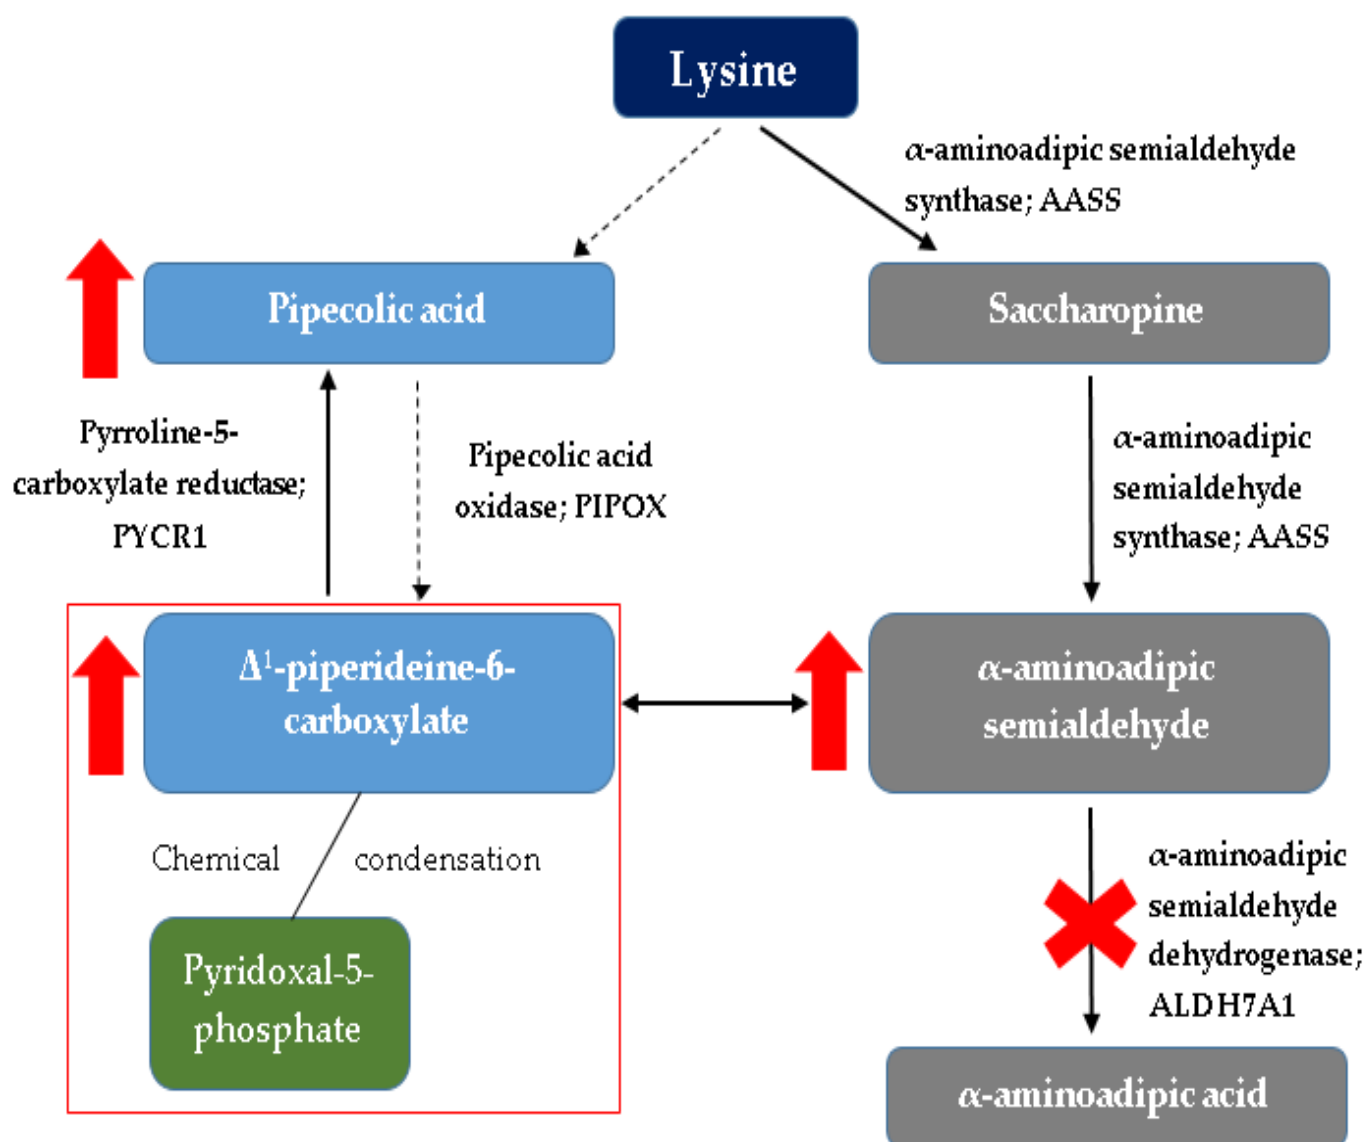 Lysine
α-aminoadipic semialdehyde
synthase; AASS
Pipecolic acid
Saccharopine
Pyrroline-5-
carboxylate reductase;
PYCR1
Pipecolic acid
oxidase; PIPOX
α-aminoadipic
semialdehyde
synthase; AASS
Δ¹-piperideine-6-
carboxylate
α-aminoadipic
semialdehyde
Chemical condensation
Pyridoxal-5-
phosphate
α-aminoadipic
semialdehyde
dehydrogenase;
ALDH7A1
α-aminoadipic acid